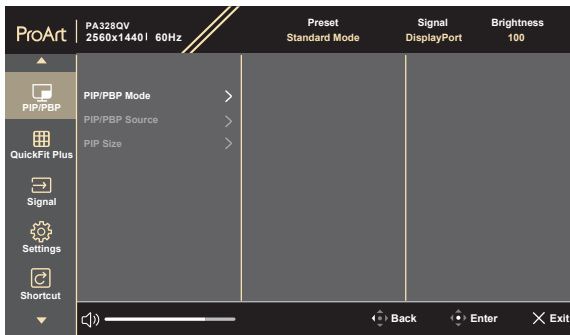 ProArt
PA328QV
2560x1440 60Hz
Preset
Standard Mode
Signal
DisplayPort
Brightness
100
PIP/PBP
QuickFit Plus
Signal
Settings
Shortcut
PIP/PBP Mode
PIP/PBP Source
PIP Size
Back
Enter
Exit